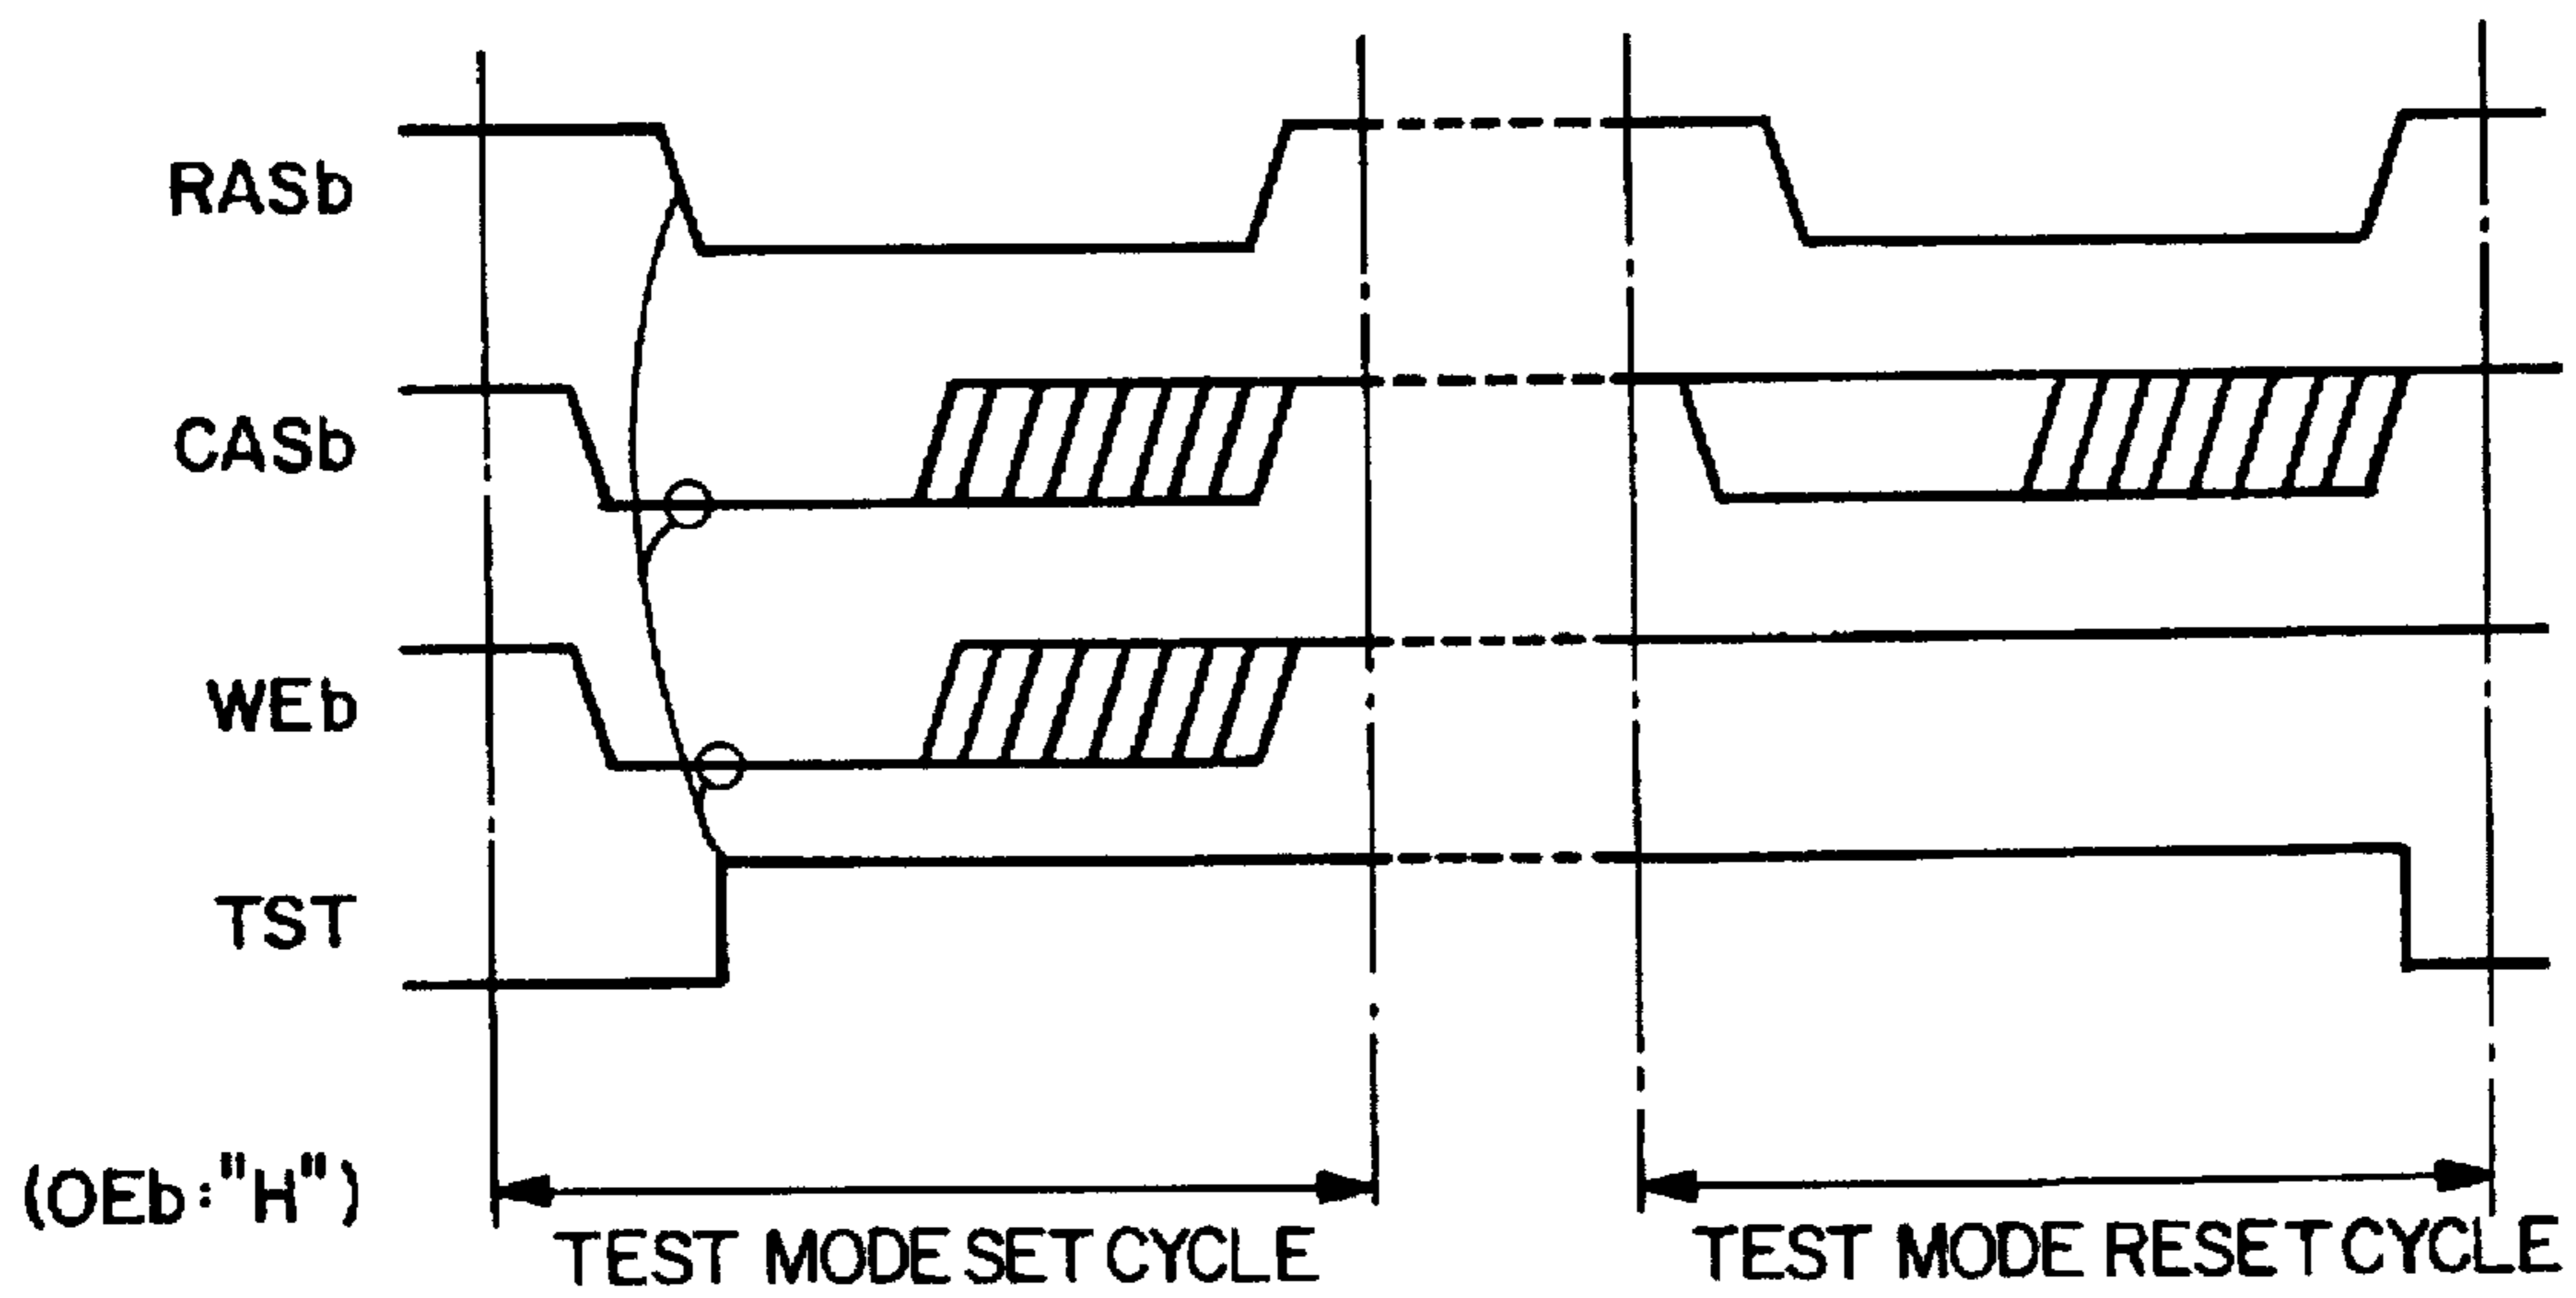 RASb
CASb
WEb
TST
(OEb:"H")
TEST MODE SET CYCLE
TEST MODE RESET CYCLE